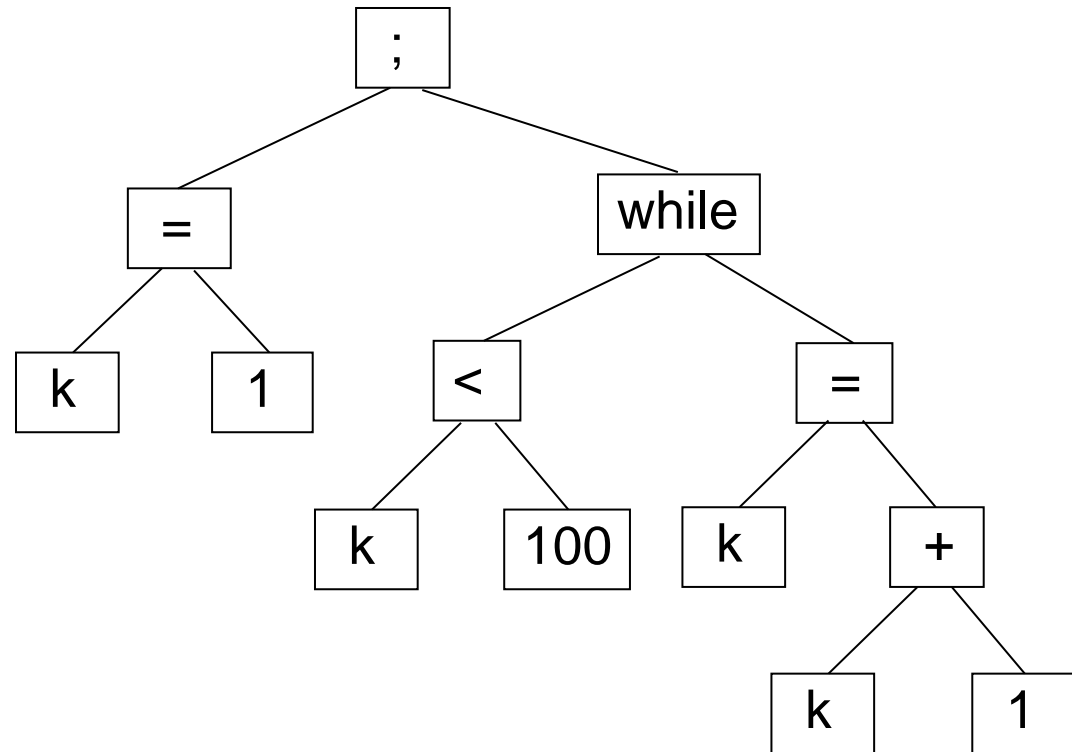 ;
=
while
k
1
<
=
k
100
k
+
k
1